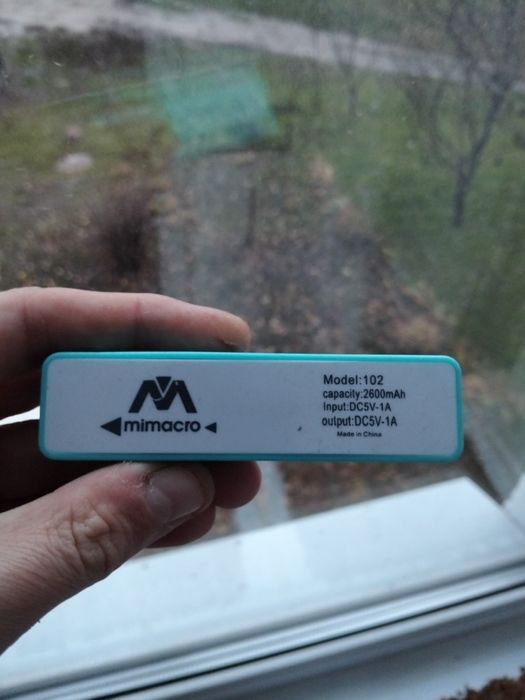 mimacro
Model:102
capacity:2600mAh
Input:DC5V-1A
output:DC5V-1A
Made in China